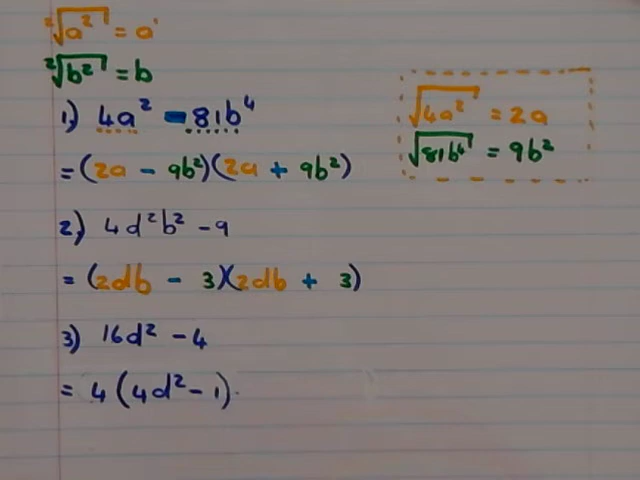 ²√a² = a
²√b² = b
1) 4a² - 81b⁴
= (2a - 9b²)(2a + 9b²)
√4a² = 2a
√81b⁴ = 9b²
2) 4d²b² - 9
= (2db - 3)(2db + 3)
3) 16d² - 4
= 4(4d² - 1)